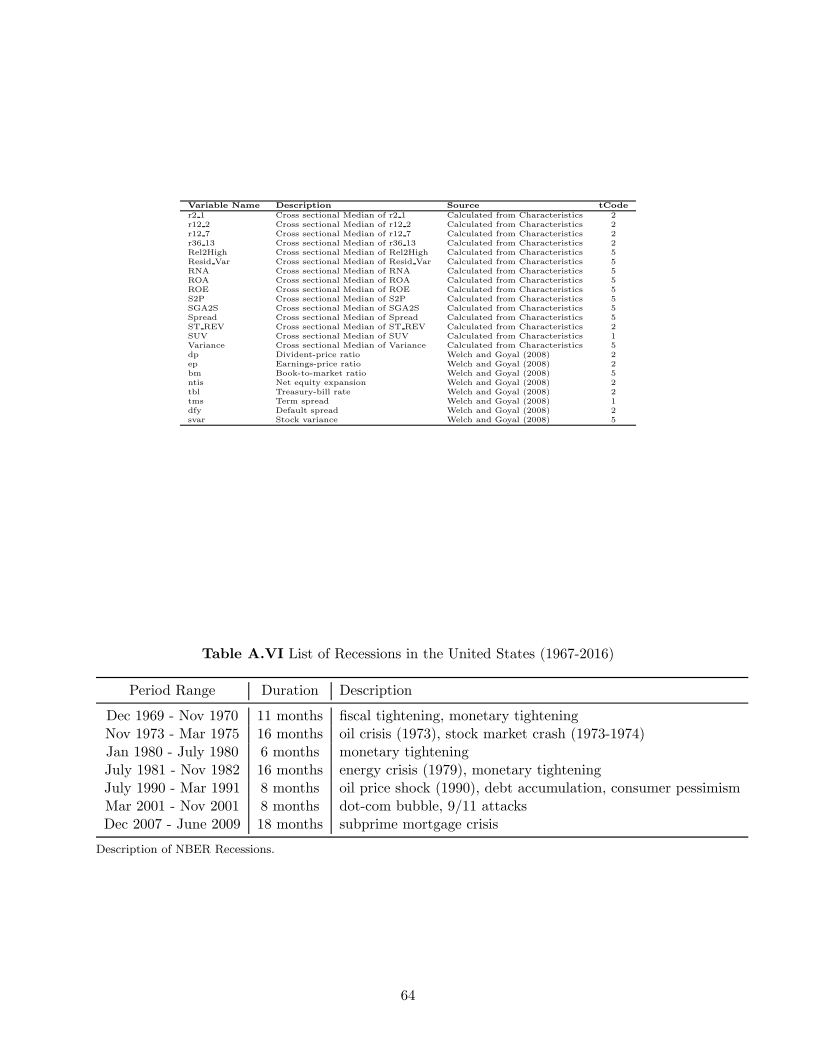 Variable Name Description Source tCode
r2_1 Cross sectional Median of r2_1 Calculated from Characteristics 2
r12_2 Cross sectional Median of r12_2 Calculated from Characteristics 2
r12_7 Cross sectional Median of r12_7 Calculated from Characteristics 2
r36_13 Cross sectional Median of r36_13 Calculated from Characteristics 2
Rel2High Cross sectional Median of Rel2High Calculated from Characteristics 5
Resid_Var Cross sectional Median of Resid_Var Calculated from Characteristics 5
RNA Cross sectional Median of RNA Calculated from Characteristics 5
ROA Cross sectional Median of ROA Calculated from Characteristics 5
ROE Cross sectional Median of ROE Calculated from Characteristics 5
S2P Cross sectional Median of S2P Calculated from Characteristics 5
SGA2S Cross sectional Median of SGA2S Calculated from Characteristics 5
Spread Cross sectional Median of Spread Calculated from Characteristics 5
ST_REV Cross sectional Median of ST_REV Calculated from Characteristics 2
SUV Cross sectional Median of SUV Calculated from Characteristics 1
Variance Cross sectional Median of Variance Calculated from Characteristics 5
dp Divident-price ratio Welch and Goyal (2008) 2
ep Earnings-price ratio Welch and Goyal (2008) 2
bm Book-to-market ratio Welch and Goyal (2008) 5
ntis Net equity expansion Welch and Goyal (2008) 2
tbl Treasury-bill rate Welch and Goyal (2008) 2
tms Term spread Welch and Goyal (2008) 1
dfy Default spread Welch and Goyal (2008) 2
svar Stock variance Welch and Goyal (2008) 5
Table A.VI List of Recessions in the United States (1967-2016)
Period Range Duration Description
Dec 1969 - Nov 1970 11 months fiscal tightening, monetary tightening
Nov 1973 - Mar 1975 16 months oil crisis (1973), stock market crash (1973-1974)
Jan 1980 - July 1980 6 months monetary tightening
July 1981 - Nov 1982 16 months energy crisis (1979), monetary tightening
July 1990 - Mar 1991 8 months oil price shock (1990), debt accumulation, consumer pessimism
Mar 2001 - Nov 2001 8 months dot-com bubble, 9/11 attacks
Dec 2007 - June 2009 18 months subprime mortgage crisis
Description of NBER Recessions.
64